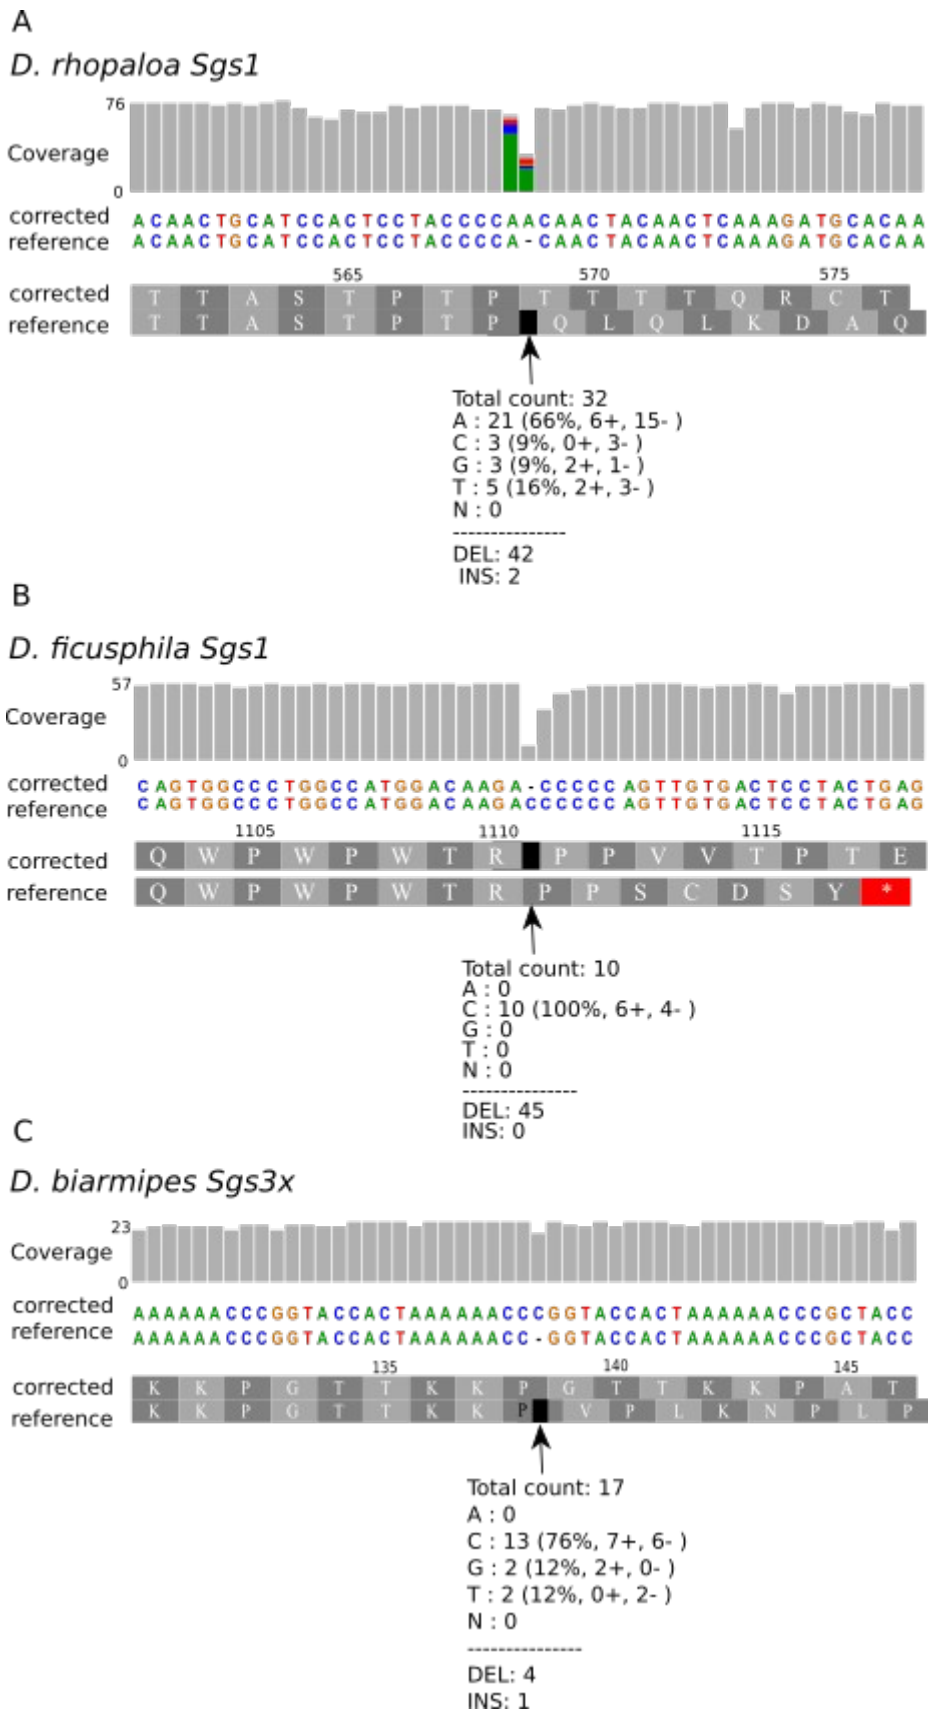 A
D. rhopaloa Sgs1
76
Coverage
0
corrected ACAACTGCATCCACTCCTACCCCAACAACTACAACTCAAAGATGCACAA
reference ACAACTGCATCCACTCCTACCCCA-CAACTACAACTCAAAGATGCACAA
565 570 575
corrected T T A S T P T P T T T T Q R C T
reference T T A S T P T P Q L Q L K D A Q
Total count: 32
A : 21 (66%, 6+, 15- )
C : 3 (9%, 0+, 3- )
G : 3 (9%, 2+, 1- )
T : 5 (16%, 2+, 3- )
N : 0
---------------
DEL: 42
INS: 2
B
D. ficusphila Sgs1
57
Coverage
0
corrected CAGTGGCCCTGGCCATGGACAAGA-CCCCCAGTTGTGACTCCTACTGAG
reference CAGTGGCCCTGGCCATGGACAAGACCCCCCAGTTGTGACTCCTACTGAG
1105 1110 1115
corrected Q W P W P W T R P P V V T P T E
reference Q W P W P W T R P P S C D S Y *
Total count: 10
A : 0
C : 10 (100%, 6+, 4- )
G : 0
T : 0
N : 0
---------------
DEL: 45
INS: 0
C
D. biarmipes Sgs3x
23
Coverage
0
corrected AAAAAACCCGGTACCACTAAAAAACCCGGTACCACTAAAAAACCCGCTACC
reference AAAAAACCCGGTACCACTAAAAAACC-GGTACCACTAAAAAACCCGCTACC
135 140 145
corrected K K P G T T K K P G T T K K P A T
reference K K P G T T K K P V P L K N P L P
Total count: 17
A : 0
C : 13 (76%, 7+, 6- )
G : 2 (12%, 2+, 0- )
T : 2 (12%, 0+, 2- )
N : 0
---------------
DEL: 4
INS: 1